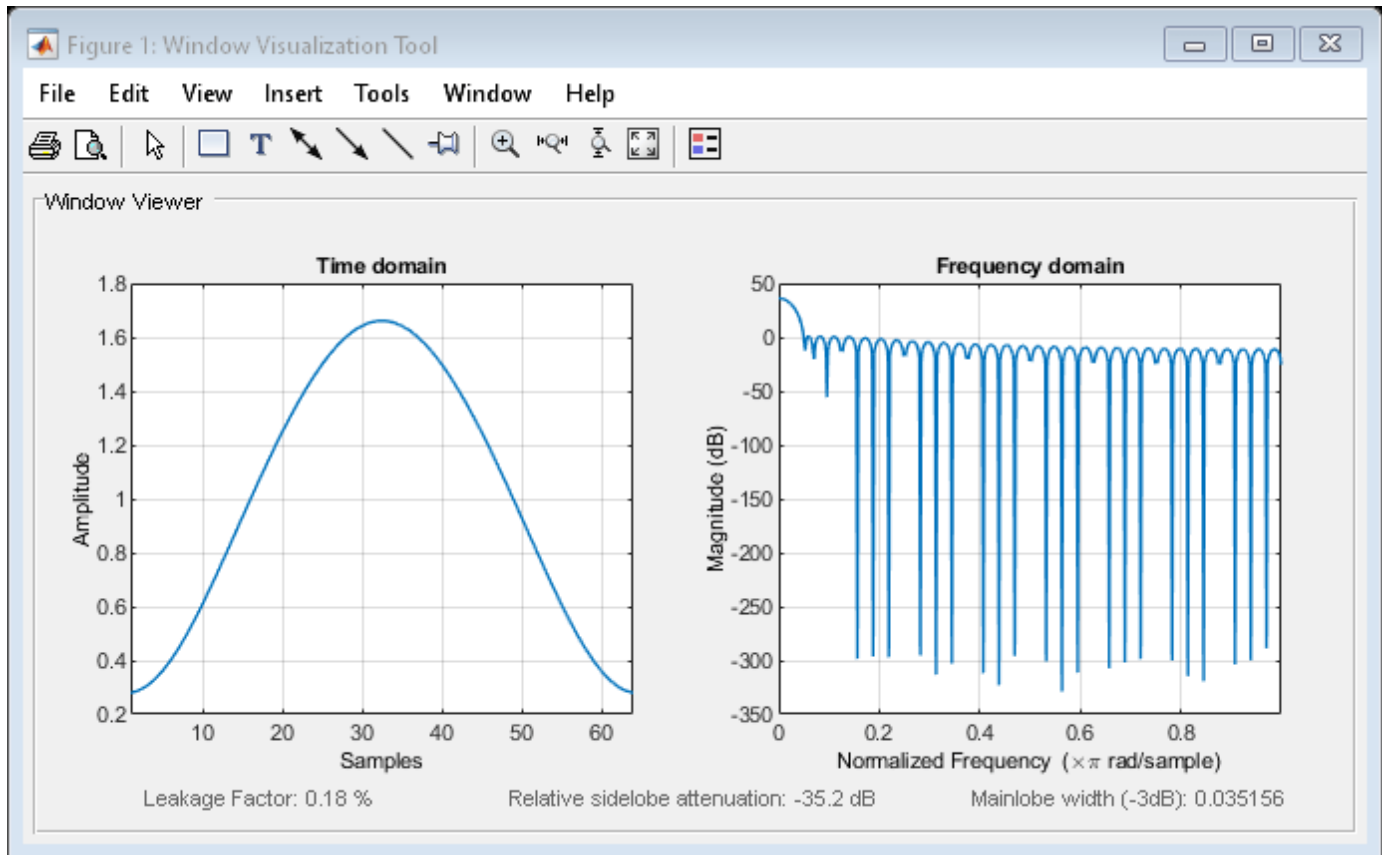 Figure 1: Window Visualization Tool
File Edit View Insert Tools Window Help
T
Window Viewer
Time domain
1.8
1.6
1.4
1.2
1
0.8
0.6
0.4
0.2
Amplitude
10 20 30 40 50 60
Samples
Frequency domain
50
0
-50
-100
-150
-200
-250
-300
-350
Magnitude (dB)
0 0.2 0.4 0.6 0.8
Normalized Frequency (×π rad/sample)
Leakage Factor: 0.18 % Relative sidelobe attenuation: -35.2 dB Mainlobe width (-3dB): 0.035156